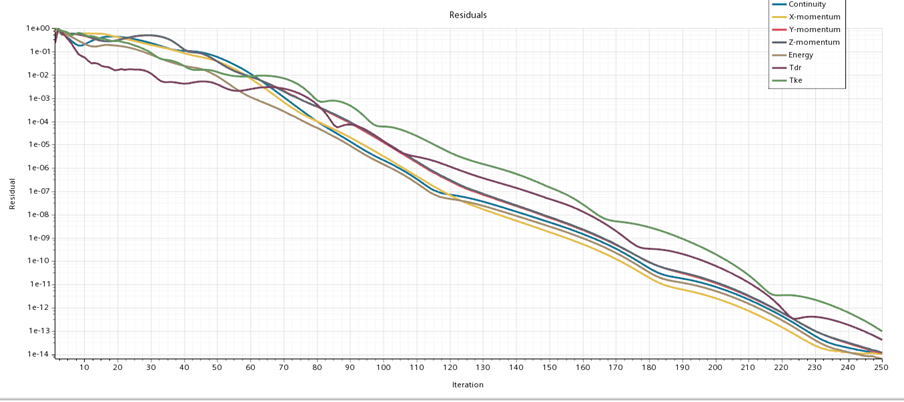 Residuals
Continuity
X-momentum
Y-momentum
Z-momentum
Energy
Tdr
Tke
Residual
1e+00
1e-01
1e-02
1e-03
1e-04
1e-05
1e-06
1e-07
1e-08
1e-09
1e-10
1e-11
1e-12
1e-13
1e-14
10 20 30 40 50 60 70 80 90 100 110 120 130 140 150 160 170 180 190 200 210 220 230 240 250
Iteration